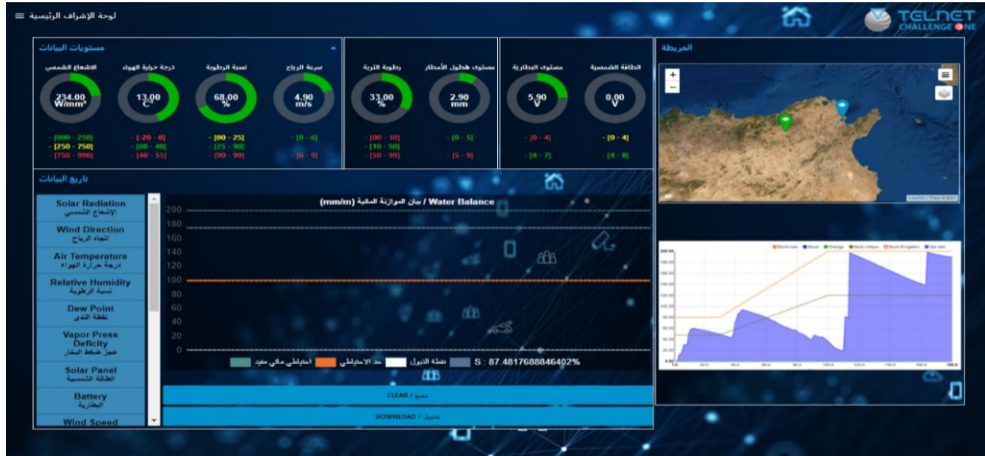 لوحة الإشراف الرئيسية
TELNET
CHALLENGE ONE
مستويات البيانات
الاشعاع الشمسي
درجة حرارة الهواء
نسبة الرطوبة
سرعة الرياح
رطوبة التربة
مستوى هطول الأمطار
مستوى البطارية
الطاقة الشمسية
234.00
W/mm²
13.00
C°
68.00
%
4.90
m/s
33.00
%
2.90
mm
5.90
V
0.00
V
- [000 - 250]
- [250 - 750]
- [750 - 990]
- [-20 - 0]
- [00 - 40]
- [40 - 55]
- [00 - 25]
- [25 - 90]
- [90 - 99]
- [0 - 6]
- [6 - 9]
- [00 - 10]
- [10 - 50]
- [50 - 99]
- [0 - 5]
- [5 - 9]
- [0 - 4]
- [4 - 7]
- [0 - 4]
- [4 - 8]
الخريطة
+
−
تاريخ البيانات
Solar Radiation
الإشعاع الشمسي
Wind Direction
اتجاه الرياح
Air Temperature
درجة حرارة الهواء
Relative Humidity
نسبة الرطوبة
Dew Point
نقطة الندى
Vapor Press
Deficity
عجز ضغط البخار
Solar Panel
الطاقة الشمسية
Battery
البطارية
Wind Speed
Water Balance / بيان الموازنة المائية (mm/m)
200
180
160
140
120
100
80
60
40
20
0
احتياطي مائي مفيد
حد الاحتياطي
نقطة الذبول
S : 87.4817688846402%
CLEAR / مسح
DOWNLOAD / تحميل